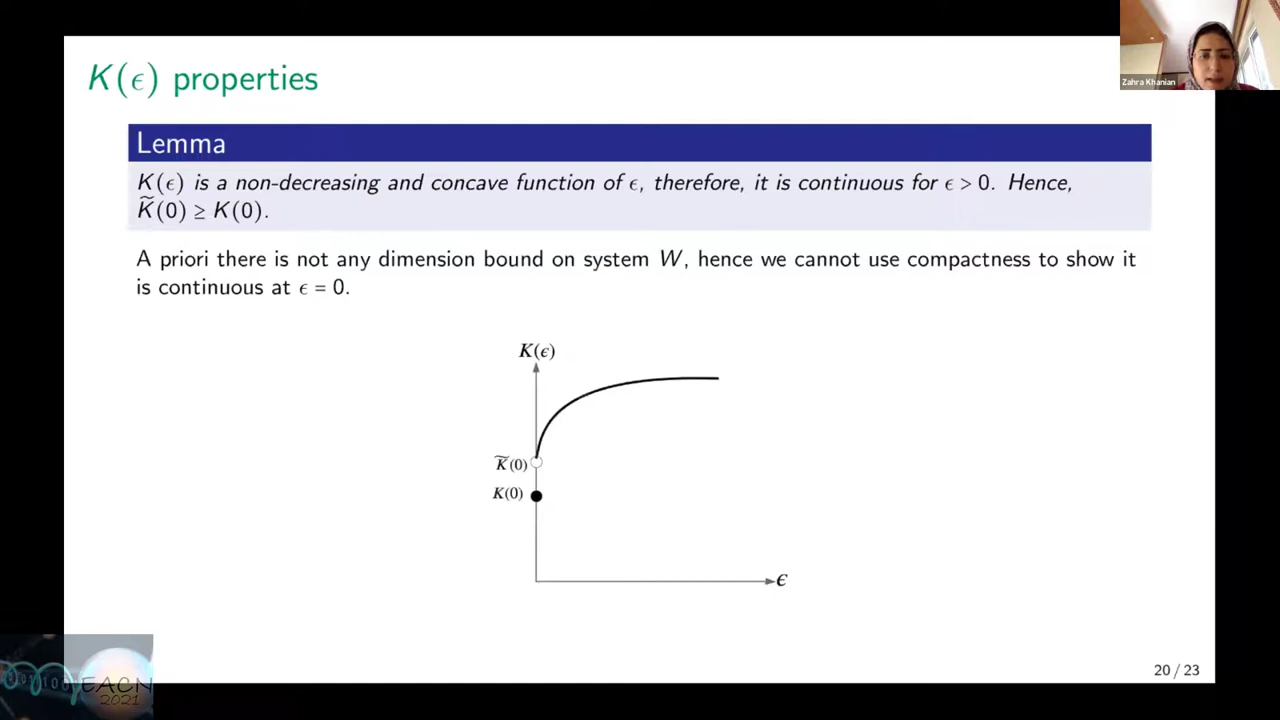 K(ϵ) properties
Zahra Khanian
Lemma
K(ϵ) is a non-decreasing and concave function of ϵ, therefore, it is continuous for ϵ > 0. Hence,
K̃(0) ≥ K(0).
A priori there is not any dimension bound on system W, hence we cannot use compactness to show it
is continuous at ϵ = 0.
K(ϵ)
K̃(0)
K(0)
ϵ
20 / 23
EACN
2021